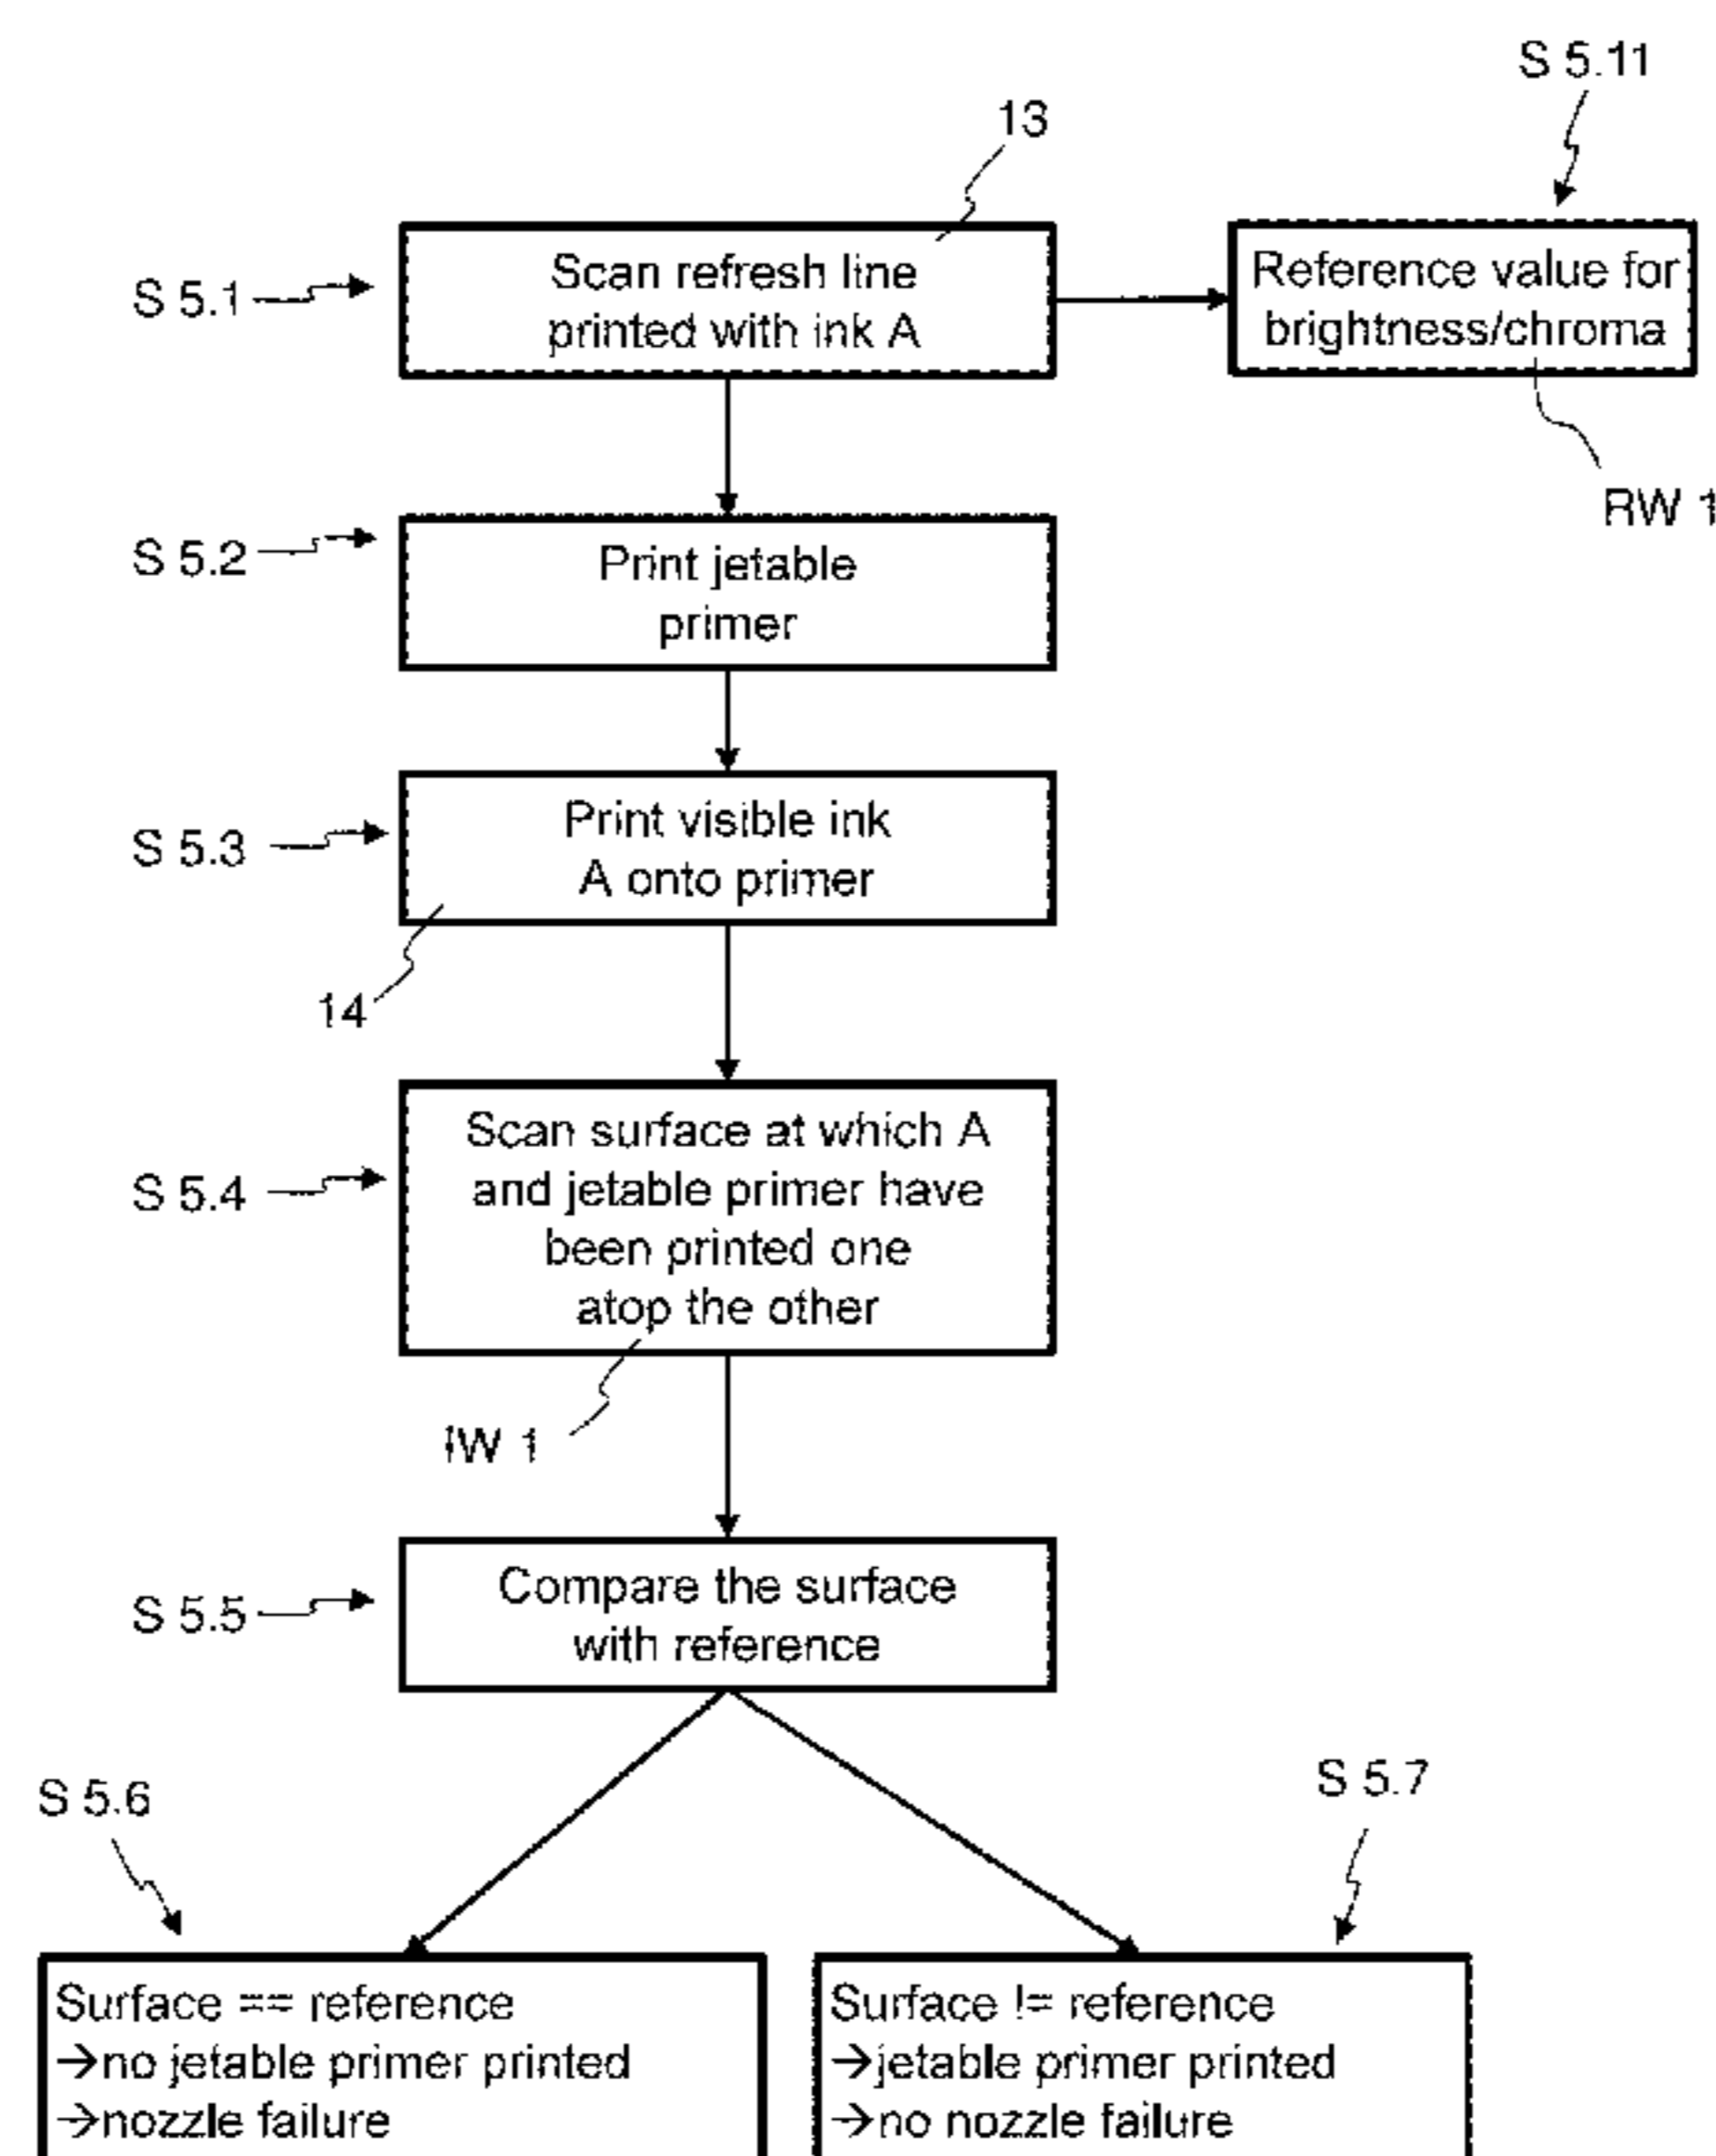 S 5.11
13
S 5.1
Scan refresh line
printed with ink A
Reference value for
brightness/chroma
RW 1
S 5.2
Print jetable
primer
S 5.3
Print visible ink
A onto primer
14
S 5.4
Scan surface at which A
and jetable primer have
been printed one
atop the other
IW 1
S 5.5
Compare the surface
with reference
S 5.6
S 5.7
Surface == reference
→no jetable primer printed
→nozzle failure
Surface != reference
→jetable primer printed
→no nozzle failure